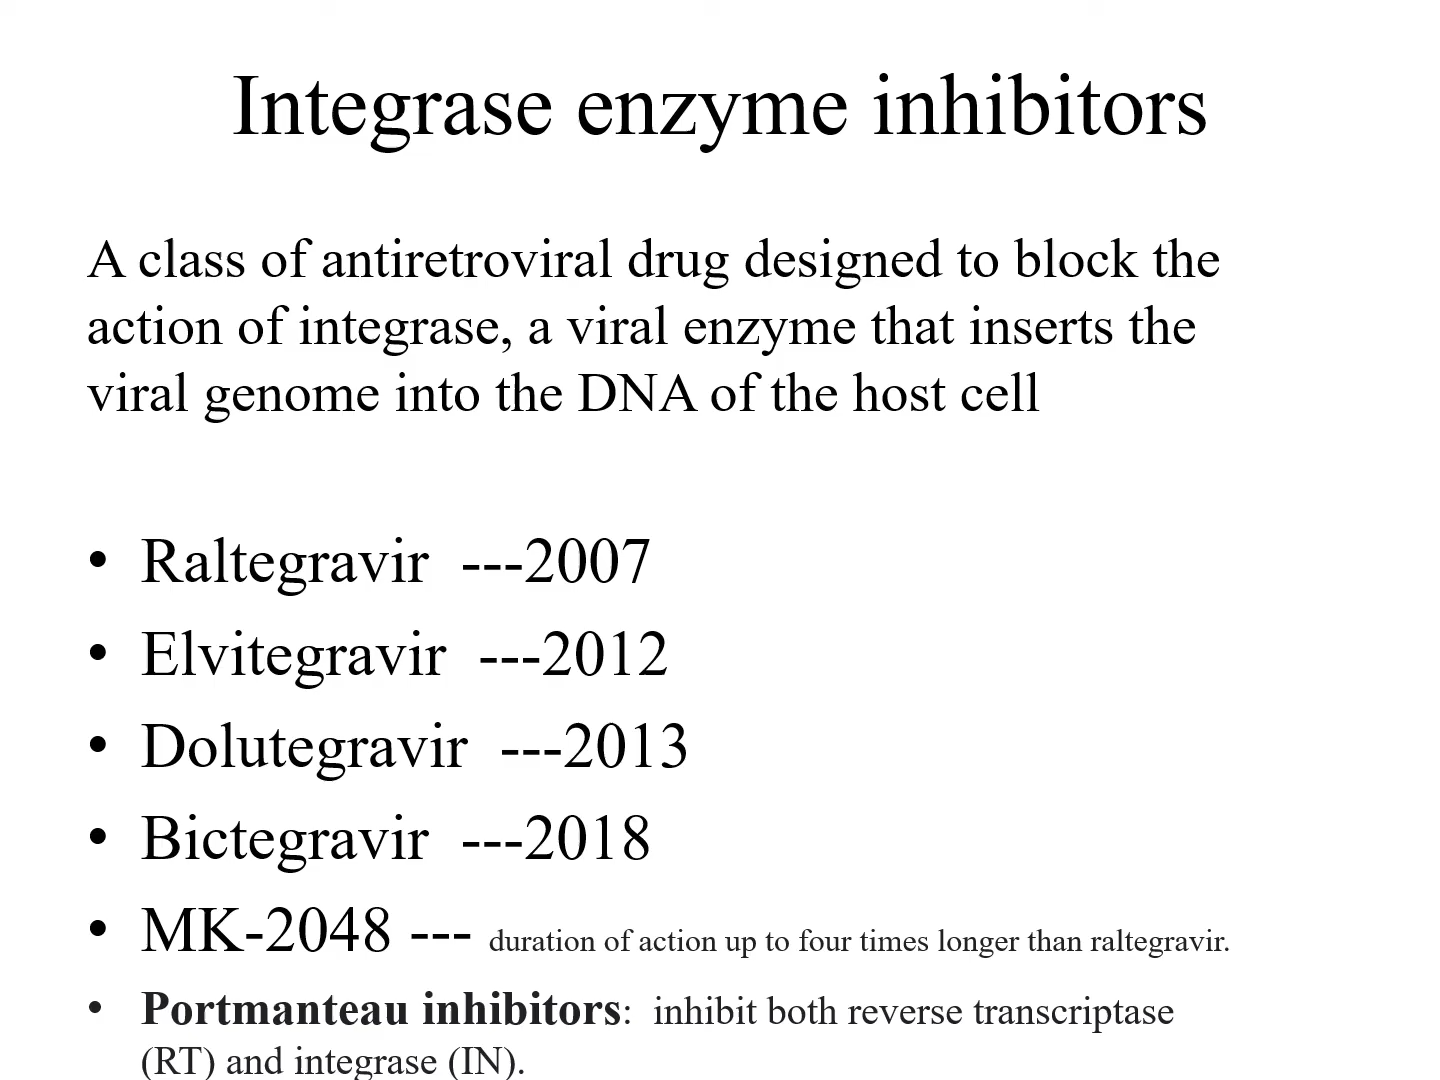 Integrase enzyme inhibitors
A class of antiretroviral drug designed to block the
action of integrase, a viral enzyme that inserts the
viral genome into the DNA of the host cell
• Raltegravir  ---2007
• Elvitegravir  ---2012
• Dolutegravir  ---2013
• Bictegravir  ---2018
• MK-2048 --- duration of action up to four times longer than raltegravir.
• Portmanteau inhibitors:  inhibit both reverse transcriptase
(RT) and integrase (IN).